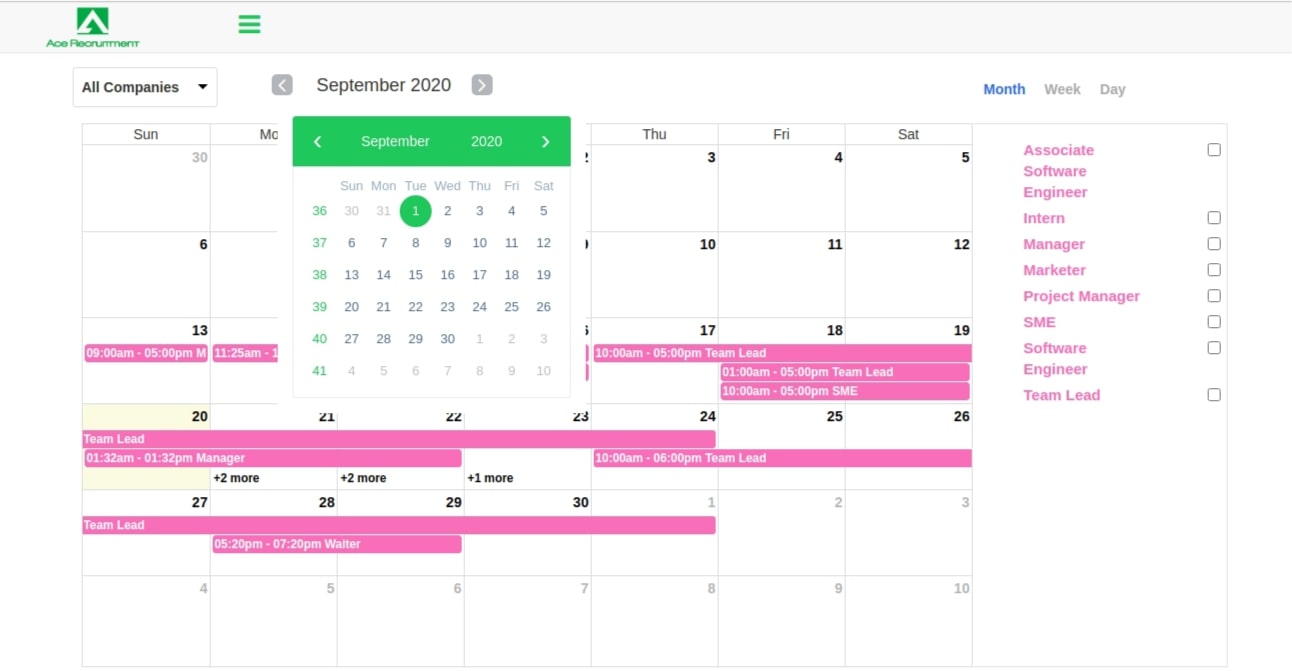 Ace Recruitment
All Companies
September 2020
Month Week Day
Sun Thu Fri Sat
September 2020
Sun Mon Tue Wed Thu Fri Sat
36 30 31 1 2 3 4 5
37 6 7 8 9 10 11 12
38 13 14 15 16 17 18 19
39 20 21 22 23 24 25 26
40 27 28 29 30 1 2 3
41 4 5 6 7 8 9 10
30 3 4 5
6 10 11 12
13 17 18 19
09:00am - 05:00pm M 11:25am - 1 10:00am - 05:00pm Team Lead
01:00am - 05:00pm Team Lead
10:00am - 05:00pm SME
20 21 22 23 24 25 26
Team Lead
01:32am - 01:32pm Manager 10:00am - 06:00pm Team Lead
+2 more +2 more +1 more
27 28 29 30 1 2 3
Team Lead
05:20pm - 07:20pm Waiter
4 5 6 7 8 9 10
Associate
Software
Engineer
Intern
Manager
Marketer
Project Manager
SME
Software
Engineer
Team Lead